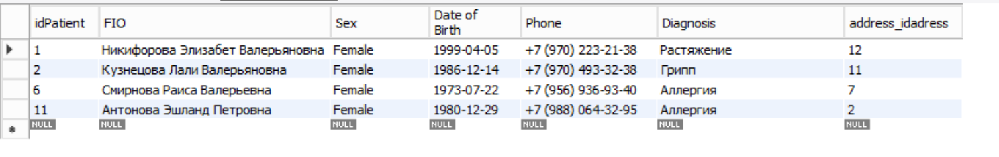 idPatient FIO Sex Date of Birth Phone Diagnosis address_idadress
1 Никифорова Элизабет Валерьяновна Female 1999-04-05 +7 (970) 223-21-38 Растяжение 12
2 Кузнецова Лали Валерьяновна Female 1986-12-14 +7 (970) 493-32-38 Грипп 11
6 Смирнова Раиса Валерьевна Female 1973-07-22 +7 (956) 936-93-40 Аллергия 7
11 Антонова Эшланд Петровна Female 1980-12-29 +7 (988) 064-32-95 Аллергия 2
NULL NULL NULL NULL NULL NULL NULL